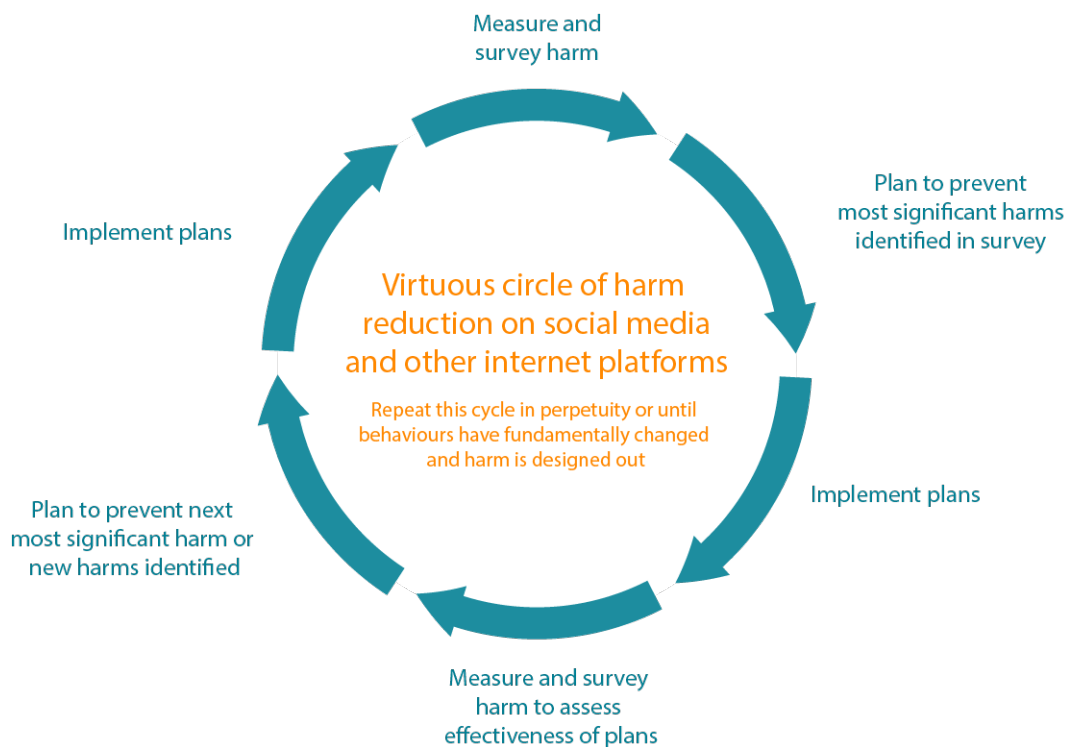 Measure and
survey harm
Plan to prevent
most significant harms
identified in survey
Implement plans
Measure and survey
harm to assess
effectiveness of plans
Plan to prevent next
most significant harm or
new harms identified
Implement plans
Virtuous circle of harm
reduction on social media
and other internet platforms
Repeat this cycle in perpetuity or until
behaviours have fundamentally changed
and harm is designed out